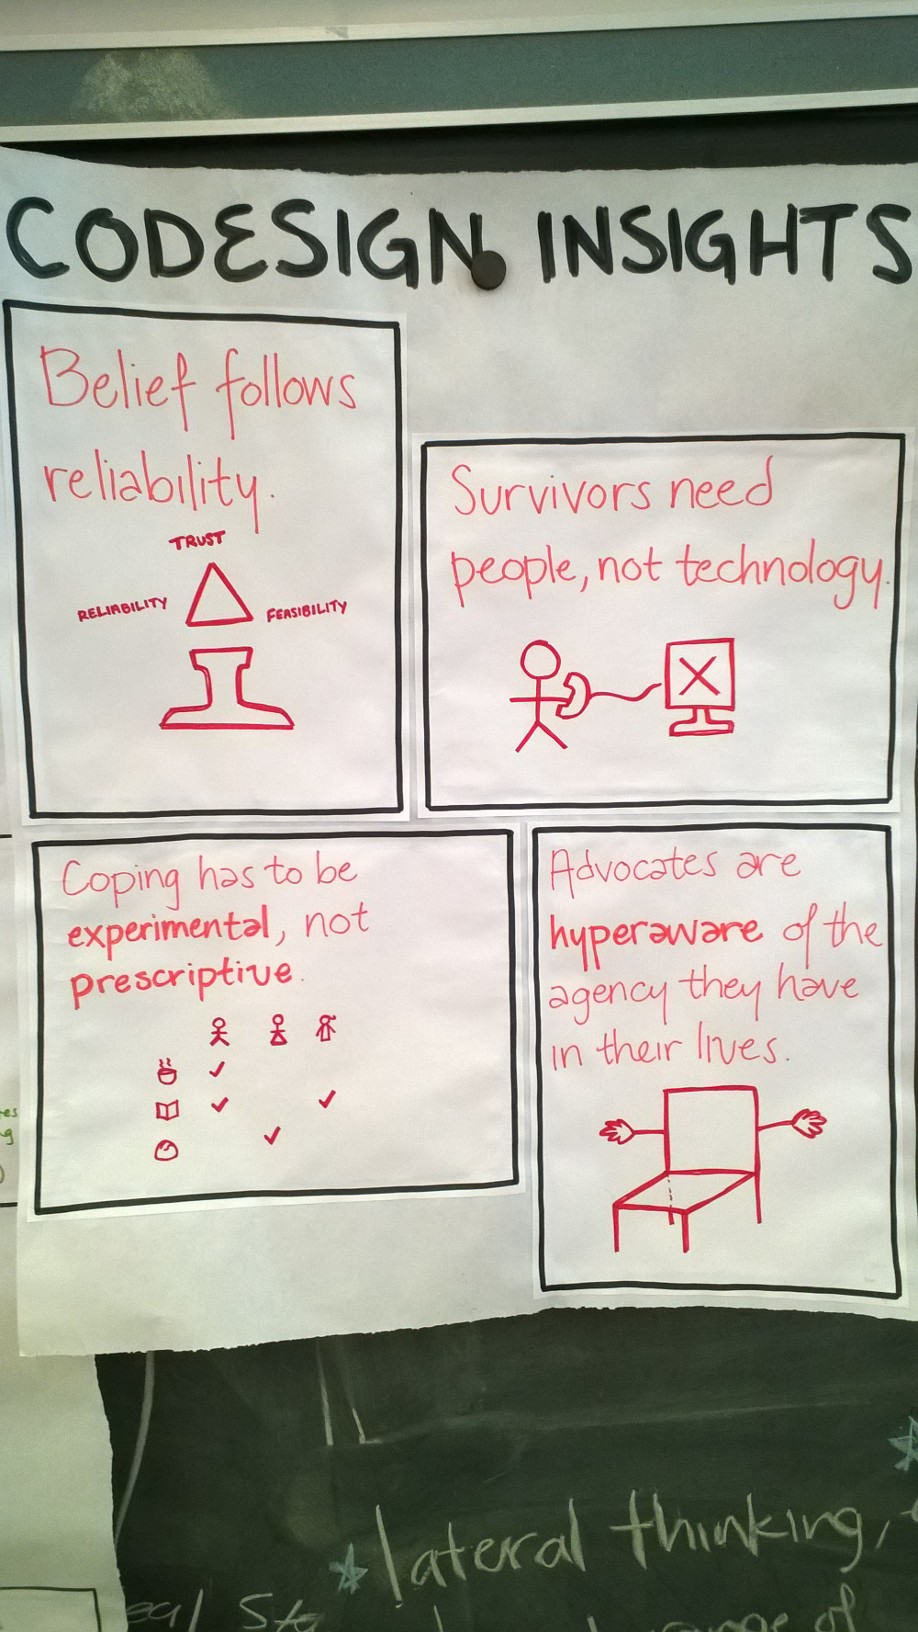 CODESIGN INSIGHTS
Belief follows
reliability.
TRUST
RELIABILITY
FEASIBILITY
Survivors need
people, not technology.
Coping has to be
experimental, not
prescriptive.
Advocates are
hyperaware of the
agency they have
in their lives.
lateral thinking,
of